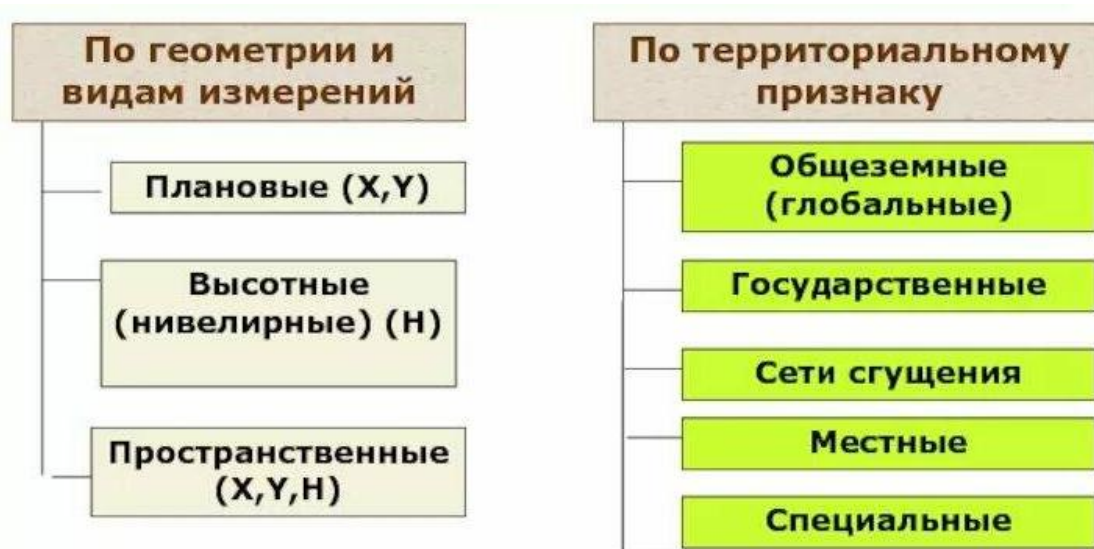 По геометрии и
видам измерений
Плановые (X,Y)
Высотные
(нивелирные) (H)
Пространственные
(X,Y,H)
По территориальному
признаку
Общеземные
(глобальные)
Государственные
Сети сгущения
Местные
Специальные